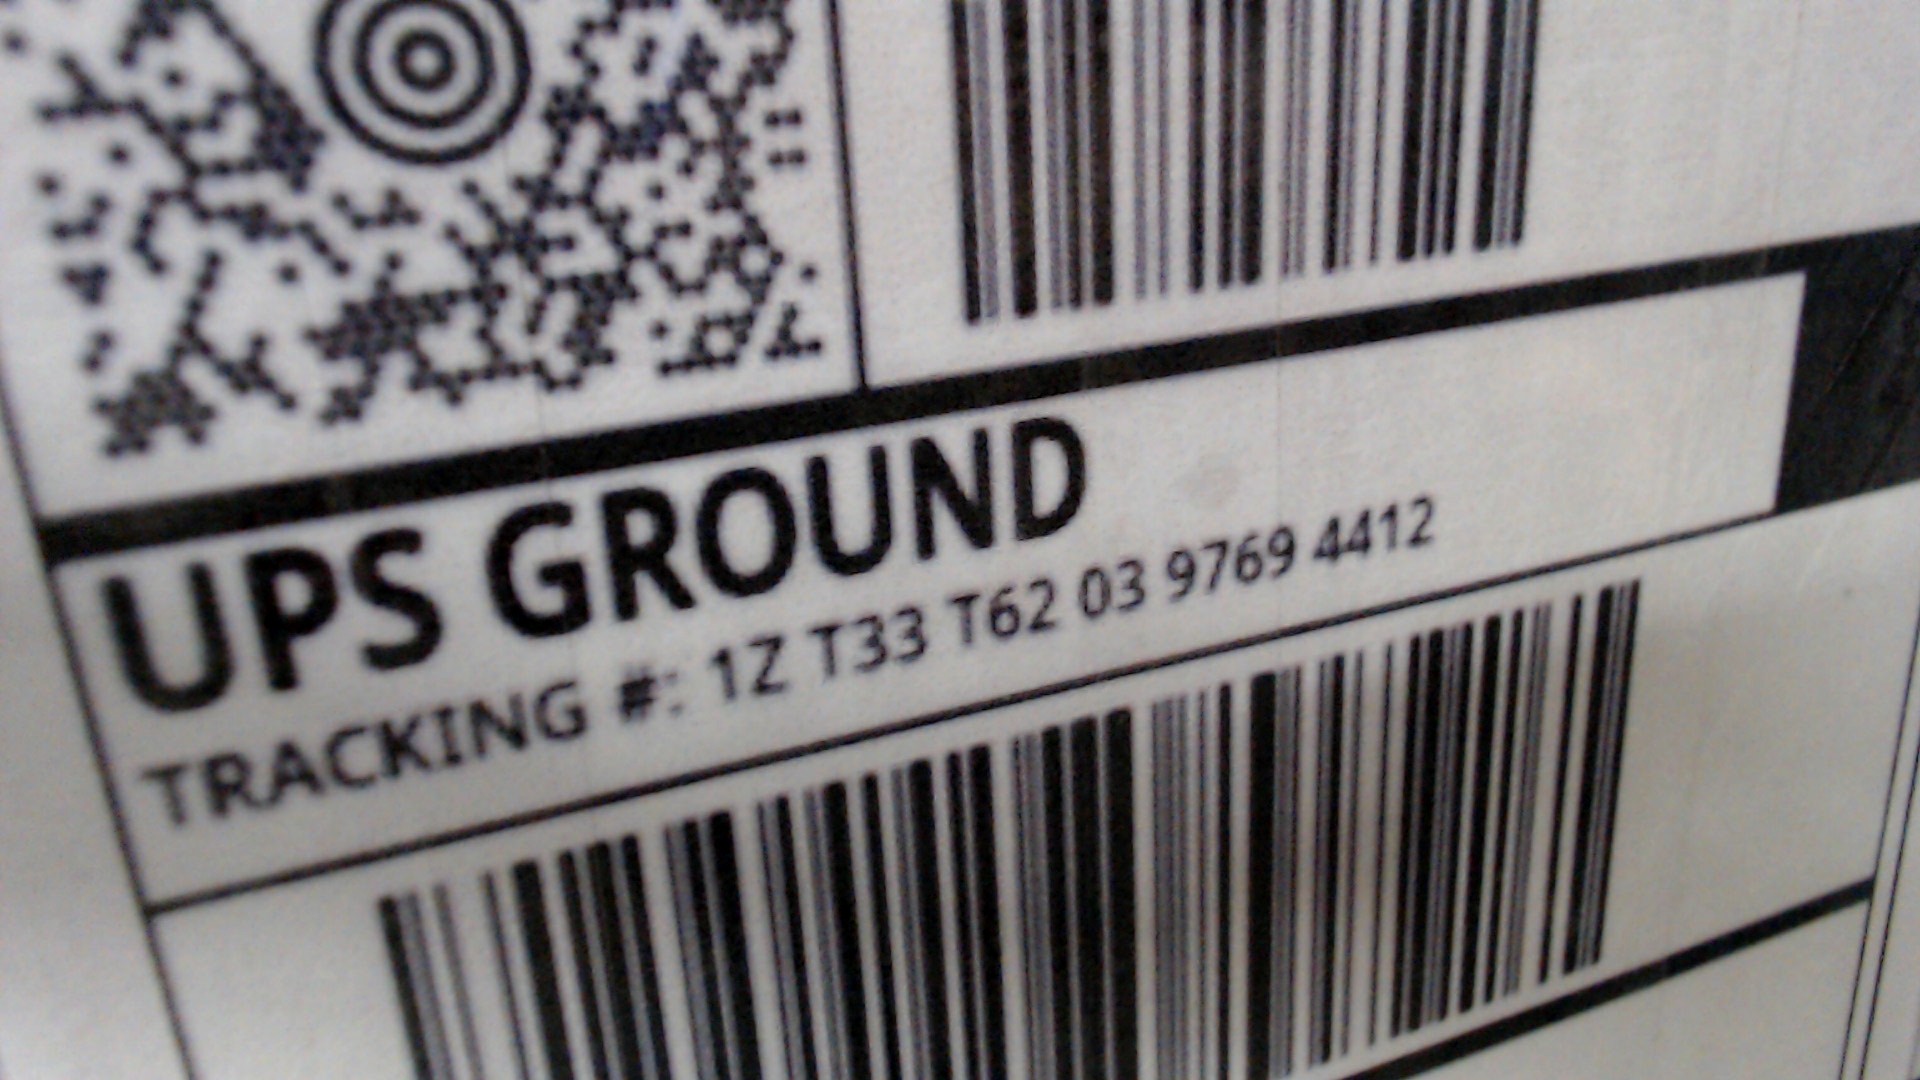 UPS GROUND
TRACKING #: 1Z T33 T62 03 9769 4412